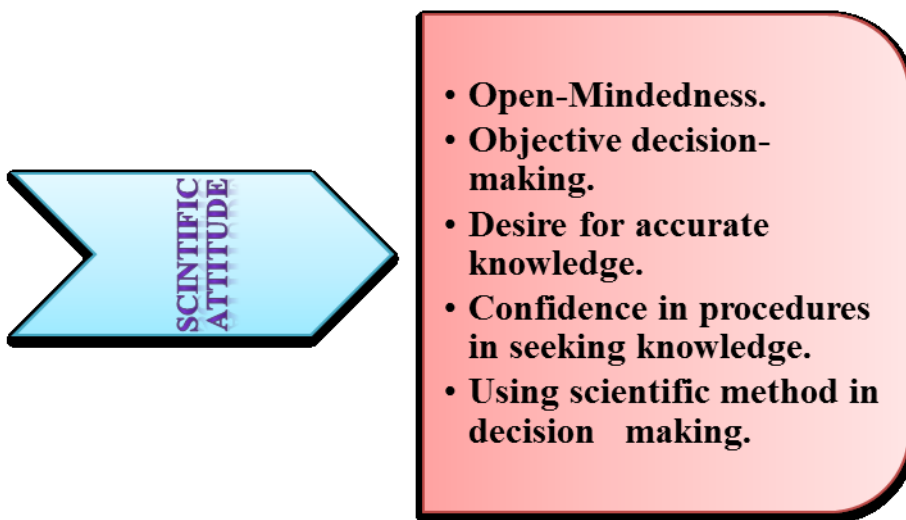 SCINTIFIC
ATTITUDE
• Open-Mindedness.
• Objective decision-
making.
• Desire for accurate
knowledge.
• Confidence in procedures
in seeking knowledge.
• Using scientific method in
decision making.